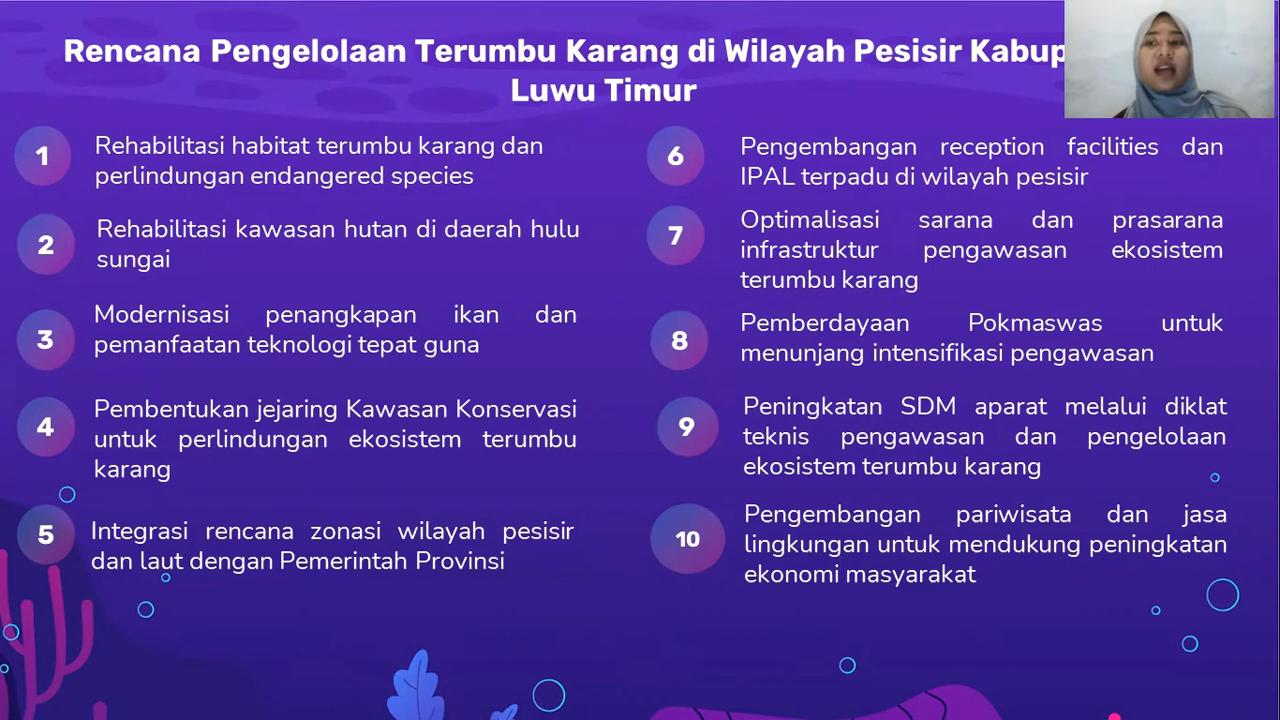 Rencana Pengelolaan Terumbu Karang di Wilayah Pesisir
Luwu Timur
1
Rehabilitasi habitat terumbu karang dan
perlindungan endangered species
2
Rehabilitasi kawasan hutan di daerah hulu
sungai
3
Modernisasi penangkapan ikan dan
pemanfaatan teknologi tepat guna
4
Pembentukan jejaring Kawasan Konservasi
untuk perlindungan ekosistem terumbu
karang
5
Integrasi rencana zonasi wilayah pesisir
dan laut dengan Pemerintah Provinsi
6
Pengembangan reception facilities dan
IPAL terpadu di wilayah pesisir
7
Optimalisasi sarana dan prasarana
infrastruktur pengawasan ekosistem
terumbu karang
8
Pemberdayaan Pokmaswas untuk
menunjang intensifikasi pengawasan
9
Peningkatan SDM aparat melalui diklat
teknis pengawasan dan pengelolaan
ekosistem terumbu karang
10
Pengembangan pariwisata dan jasa
lingkungan untuk mendukung peningkatan
ekonomi masyarakat